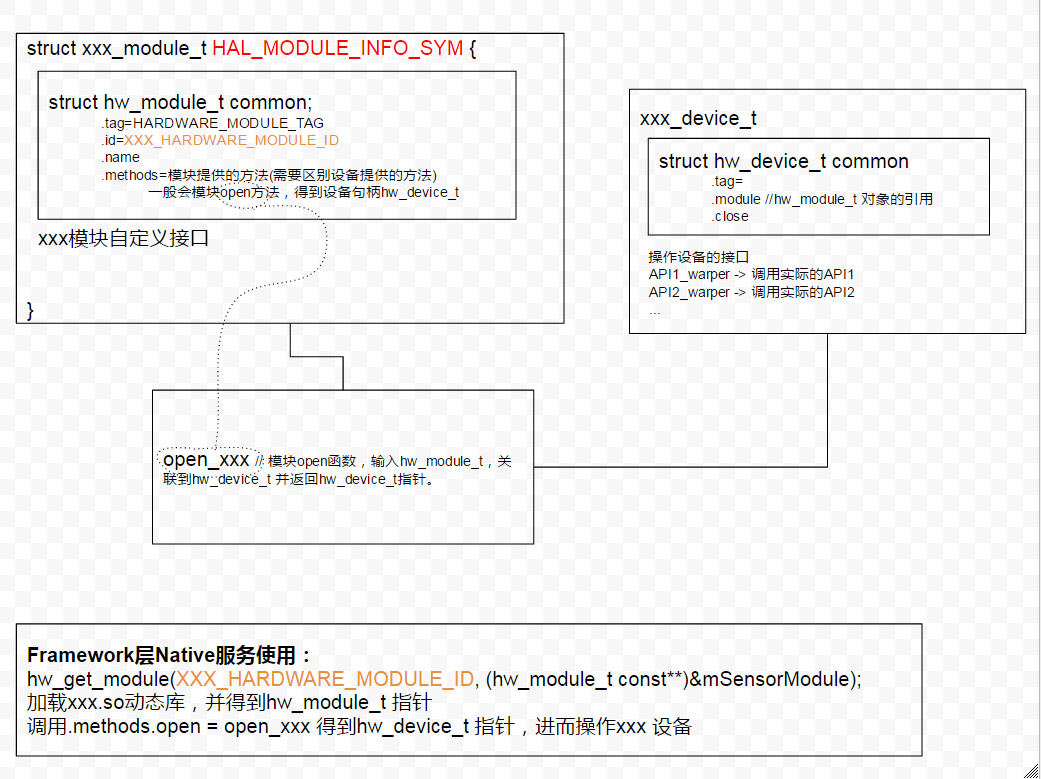 struct xxx_module_t HAL_MODULE_INFO_SYM {
struct hw_module_t common;
.tag=HARDWARE_MODULE_TAG
.id=XXX_HARDWARE_MODULE_ID
.name
.methods=模块提供的方法(需要区别设备提供的方法)
一般会模块open方法，得到设备句柄hw_device_t
xxx模块自定义接口
}
xxx_device_t
struct hw_device_t common
.tag=
.module //hw_module_t 对象的引用
.close
操作设备的接口
API1_warper -> 调用实际的API1
API2_warper -> 调用实际的API2
...
open_xxx // 模块open函数，输入hw_module_t，关
联到hw_device_t 并返回hw_device_t指针。
Framework层Native服务使用：
hw_get_module(XXX_HARDWARE_MODULE_ID, (hw_module_t const**)&mSensorModule);
加载xxx.so动态库，并得到hw_module_t 指针
调用.methods.open = open_xxx 得到hw_device_t 指针，进而操作xxx 设备